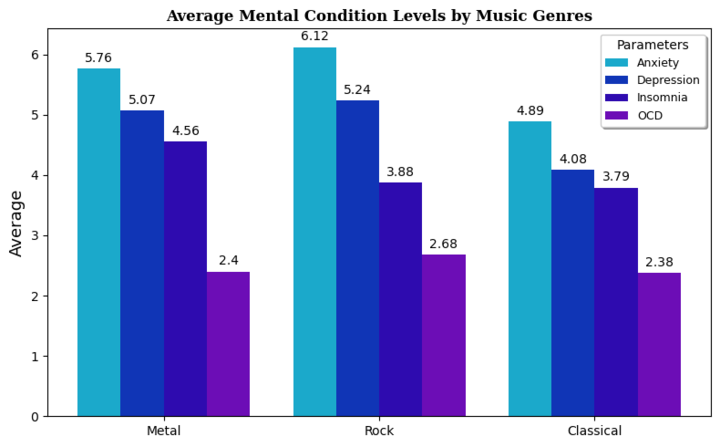 Average Mental Condition Levels by Music Genres
Parameters
Anxiety
Depression
Insomnia
OCD
Average
6
5
4
3
2
1
0
5.76
5.07
4.56
2.4
6.12
5.24
3.88
2.68
4.89
4.08
3.79
2.38
Metal
Rock
Classical